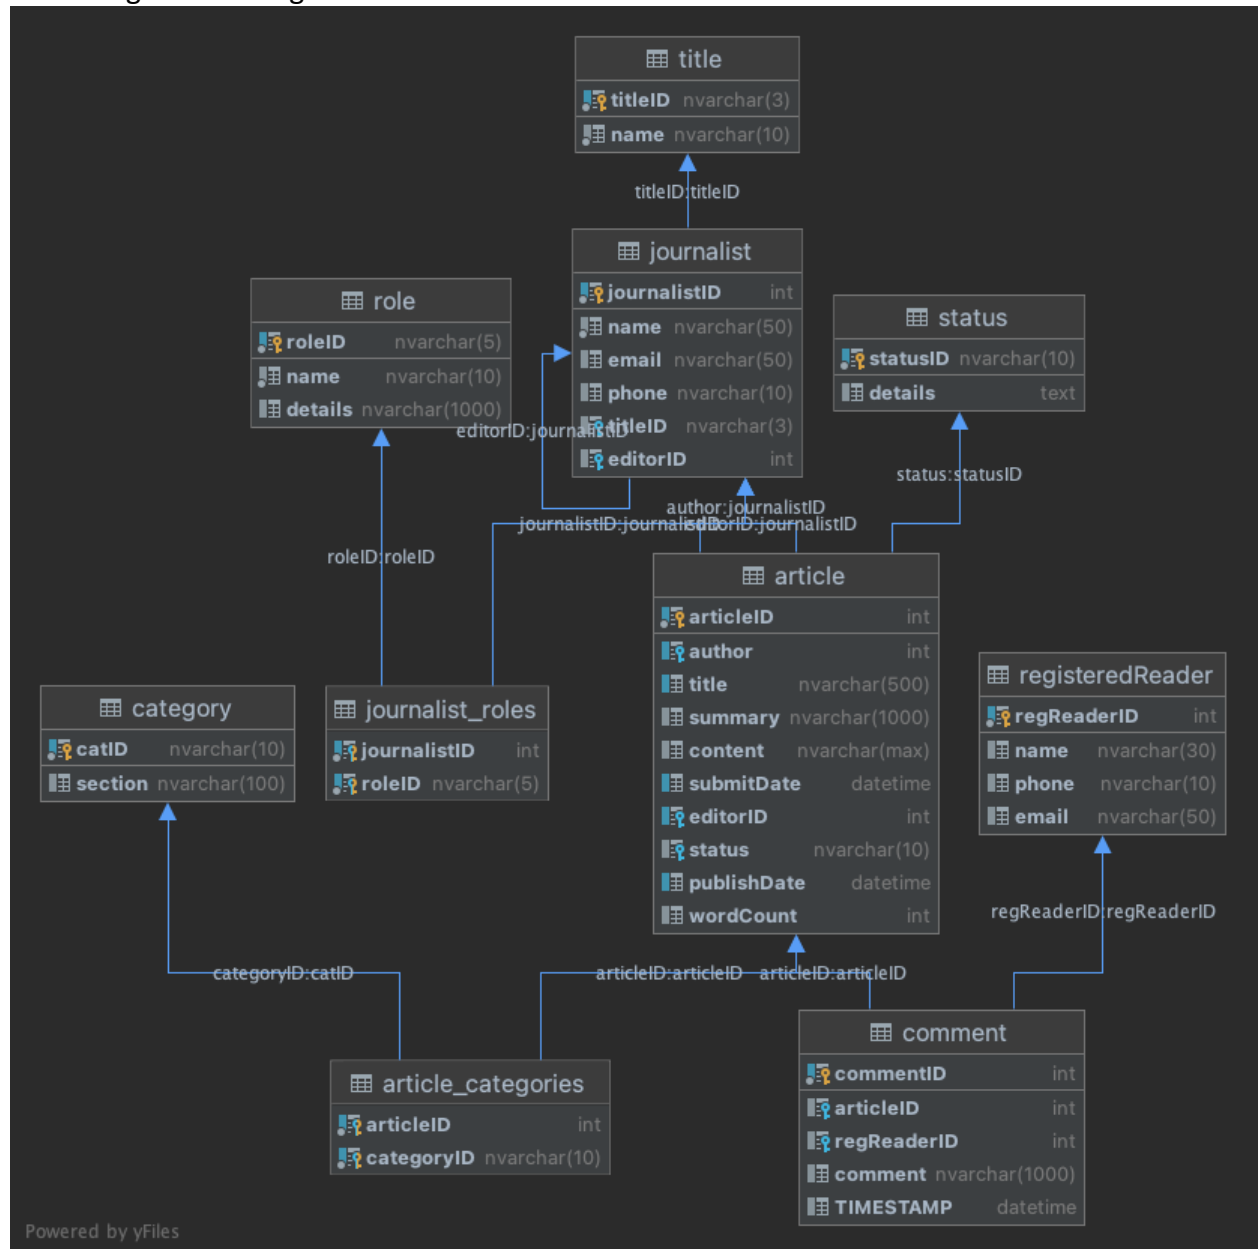 title
titleID nvarchar(3)
name nvarchar(10)
titleID:titleID
journalist
journalistID int
name nvarchar(50)
email nvarchar(50)
phone nvarchar(10)
titleID nvarchar(3)
editorID int
role
roleID nvarchar(5)
name nvarchar(10)
details nvarchar(1000)
status
statusID nvarchar(10)
details text
editorID:journalistID
status:statusID
author:journalistID
journalistID:journalistID
editorID:journalistID
roleID:roleID
article
articleID int
author int
title nvarchar(500)
summary nvarchar(1000)
content nvarchar(max)
submitDate datetime
editorID int
status nvarchar(10)
publishDate datetime
wordCount int
registeredReader
regReaderID int
name nvarchar(30)
phone nvarchar(10)
email nvarchar(50)
category
catID nvarchar(10)
section nvarchar(100)
journalist_roles
journalistID int
roleID nvarchar(5)
regReaderID:regReaderID
categoryID:catID
articleID:articleID
articleID:articleID
article_categories
articleID int
categoryID nvarchar(10)
comment
commentID int
articleID int
regReaderID int
comment nvarchar(1000)
TIMESTAMP datetime
Powered by yFiles